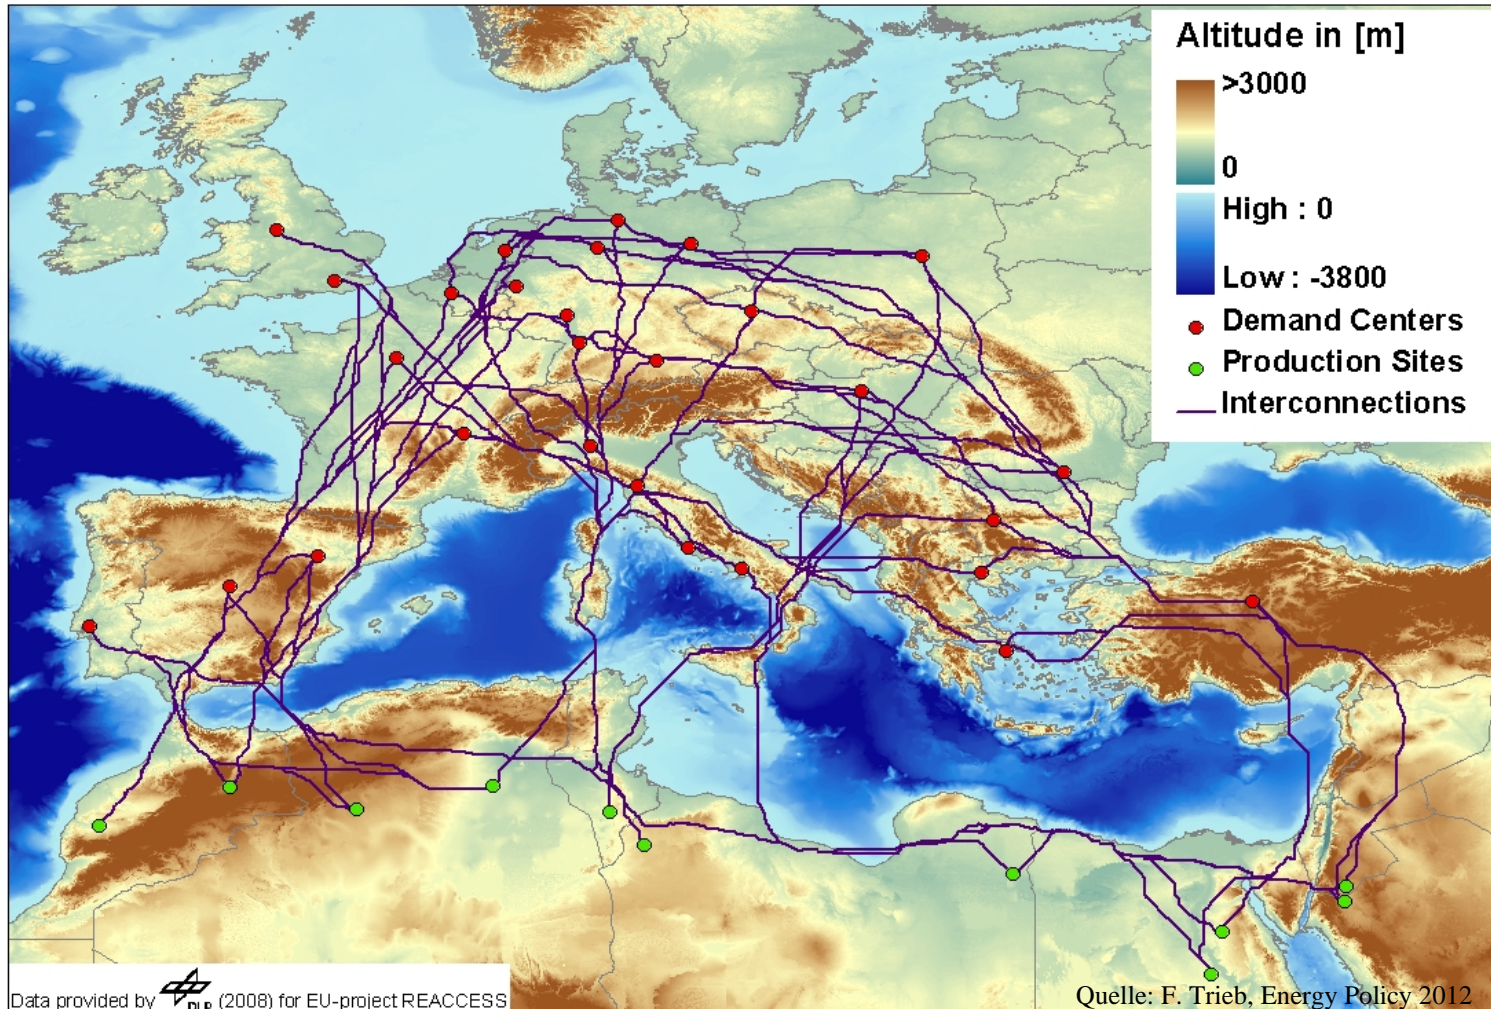 Altitude in [m]
>3000
0
High : 0
Low : -3800
Demand Centers
Production Sites
Interconnections
Data provided by DLR (2008) for EU-project REACCESS
Quelle: F. Trieb, Energy Policy 2012